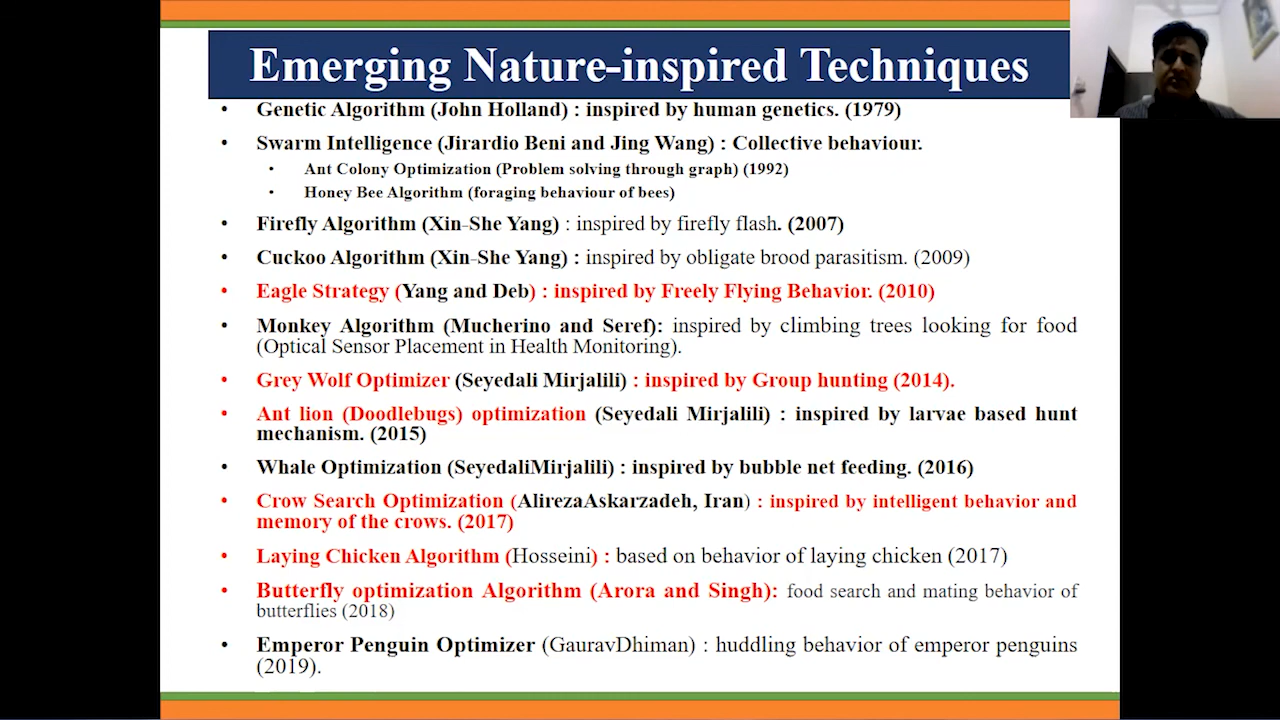 Emerging Nature-inspired Techniques
• Genetic Algorithm (John Holland) : inspired by human genetics. (1979)
• Swarm Intelligence (Jirardio Beni and Jing Wang) : Collective behaviour.
• Ant Colony Optimization (Problem solving through graph) (1992)
• Honey Bee Algorithm (foraging behaviour of bees)
• Firefly Algorithm (Xin-She Yang) : inspired by firefly flash. (2007)
• Cuckoo Algorithm (Xin-She Yang) : inspired by obligate brood parasitism. (2009)
• Eagle Strategy (Yang and Deb) : inspired by Freely Flying Behavior. (2010)
• Monkey Algorithm (Mucherino and Seref): inspired by climbing trees looking for food
(Optical Sensor Placement in Health Monitoring).
• Grey Wolf Optimizer (Seyedali Mirjalili) : inspired by Group hunting (2014).
• Ant lion (Doodlebugs) optimization (Seyedali Mirjalili) : inspired by larvae based hunt
mechanism. (2015)
• Whale Optimization (SeyedaliMirjalili) : inspired by bubble net feeding. (2016)
• Crow Search Optimization (AlirezaAskarzadeh, Iran) : inspired by intelligent behavior and
memory of the crows. (2017)
• Laying Chicken Algorithm (Hosseini) : based on behavior of laying chicken (2017)
• Butterfly optimization Algorithm (Arora and Singh): food search and mating behavior of
butterflies (2018)
• Emperor Penguin Optimizer (GauravDhiman) : huddling behavior of emperor penguins
(2019).